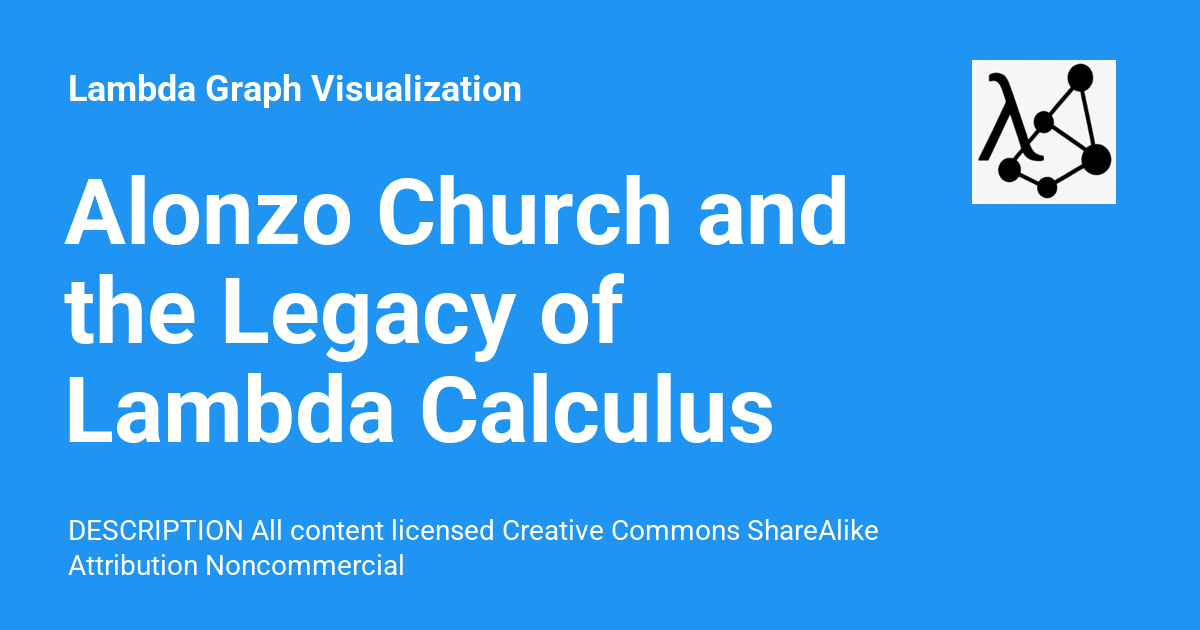 Lambda Graph Visualization
λ
Alonzo Church and
the Legacy of
Lambda Calculus
DESCRIPTION All content licensed Creative Commons ShareAlike
Attribution Noncommercial